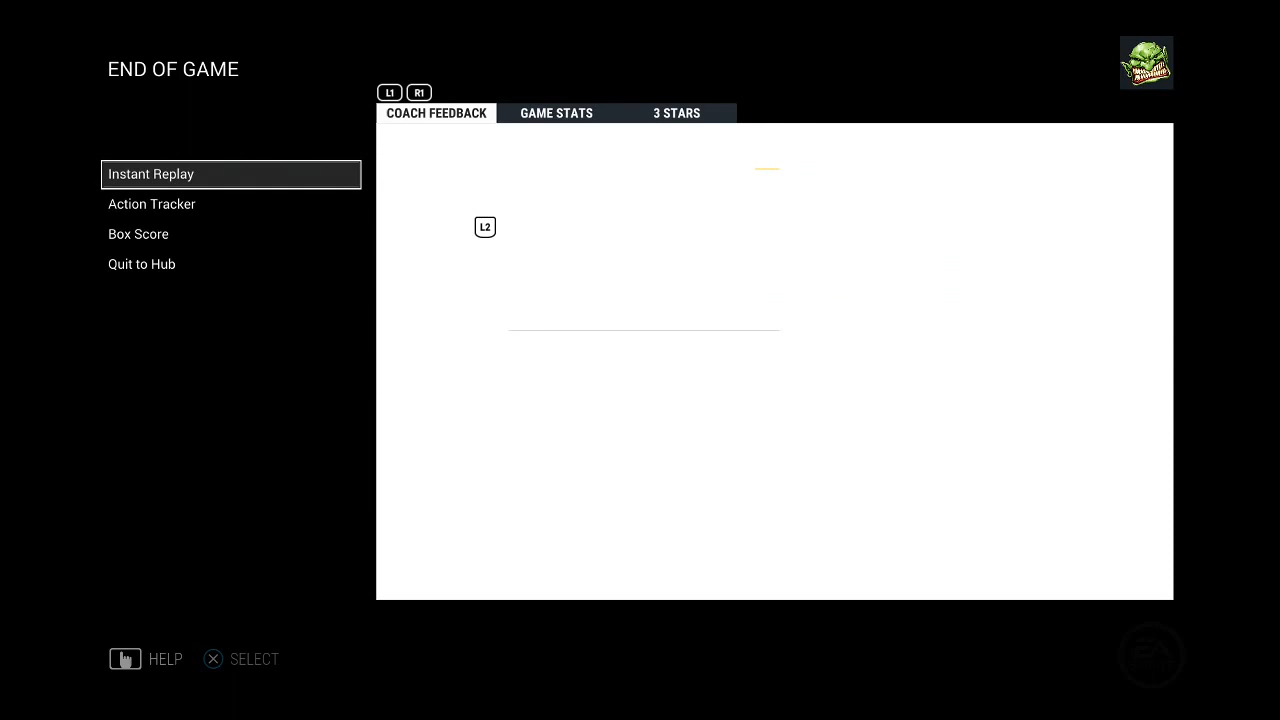 END OF GAME
L1 R1
COACH FEEDBACK GAME STATS 3 STARS
Instant Replay
Action Tracker
L2
Box Score
Quit to Hub
HELP SELECT
EA